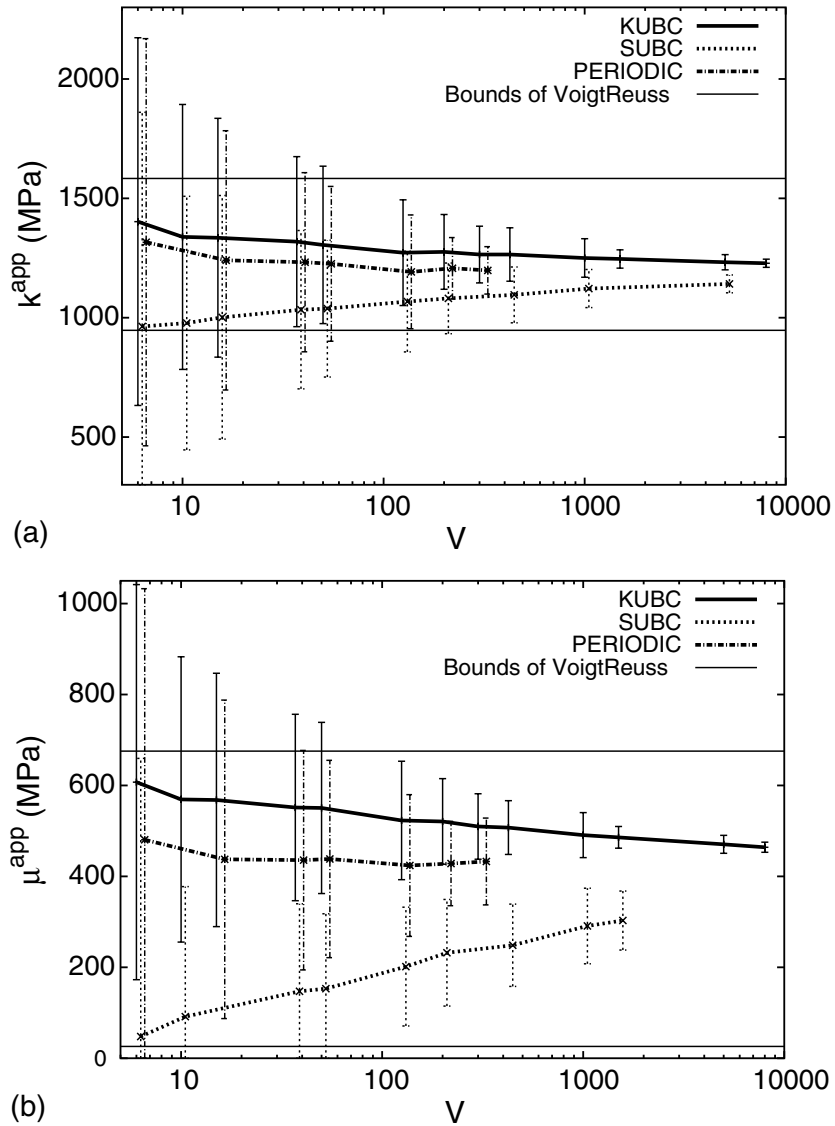 KUBC
SUBC
PERIODIC
Bounds of VoigtReuss
2000
1500
1000
500
k^app (MPa)
10
100
1000
10000
V
(a)
KUBC
SUBC
PERIODIC
Bounds of VoigtReuss
1000
800
600
400
200
0
μ^app (MPa)
10
100
1000
10000
V
(b)